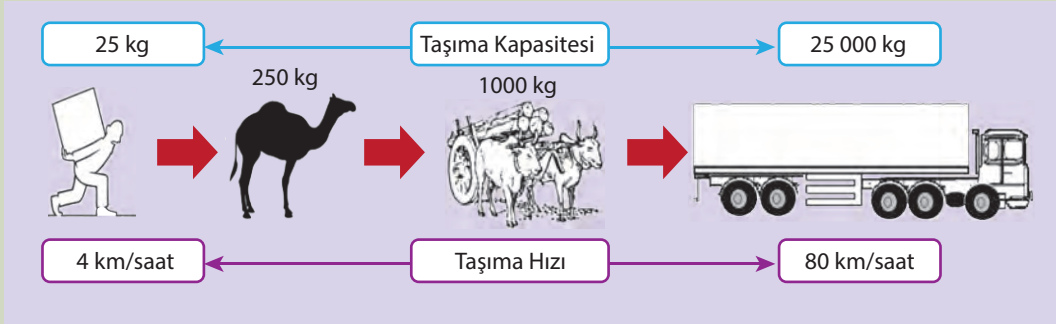 25 kg
Taşıma Kapasitesi
25 000 kg
250 kg
1000 kg
4 km/saat
Taşıma Hızı
80 km/saat